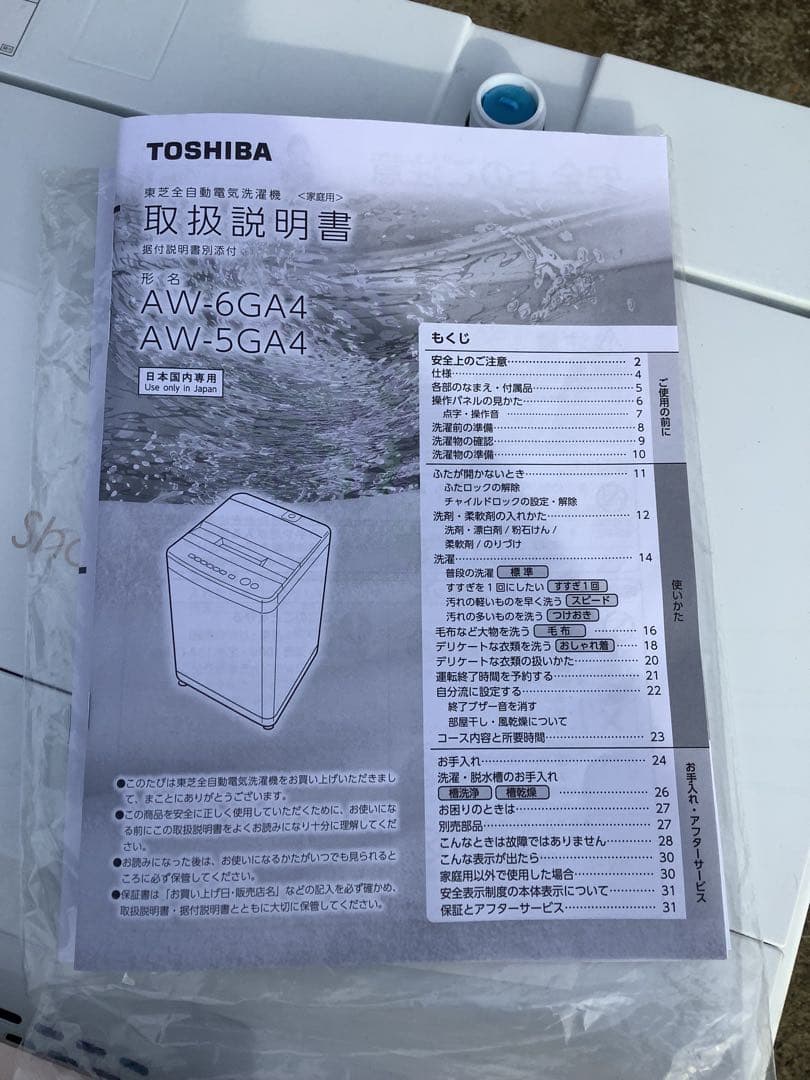 TOSHIBA
東芝全自動電気洗濯機 <家庭用>
取扱説明書
据付説明書別添付
形名
AW-6GA4
AW-5GA4
日本国内専用
Use only in Japan
もくじ
安全上のご注意 2
仕様 4
各部のなまえ・付属品 5
操作パネルの見かた 6
点字・操作音 7
洗濯前の準備 8
洗濯物の確認 9
洗濯物の準備 10
ご使用の前に
ふたが開かないとき 11
ふたロックの解除
チャイルドロックの設定・解除
洗剤・柔軟剤の入れかた 12
洗剤/漂白剤/粉石けん/
柔軟剤/のりづけ
洗濯 14
普段の洗濯 標準
すすぎを1回にしたい すすぎ1回
汚れの軽いものを早く洗う スピード
汚れの多いものを洗う つけおき
毛布など大物を洗う 毛布 16
デリケートな衣類を洗う おしゃれ着 18
デリケートな衣類の扱いかた 20
運転終了時間を予約する 21
自分流に設定する 22
終了ブザー音を消す
部屋干し・風乾燥について
コース内容と所要時間 23
使いかた
お手入れ 24
洗濯・脱水槽のお手入れ
槽洗浄 槽乾燥 26
お困りのときは 27
別売部品 27
こんなときは故障ではありません 28
こんな表示が出たら 30
家庭用以外で使用した場合 30
安全表示制度の本体表示について 31
保証とアフターサービス 31
お手入れ・アフターサービス
●このたびは東芝全自動電気洗濯機をお買い上げいただきまし
て、まことにありがとうございます。
●この商品を安全に正しく使用していただくために、お使いにな
る前にこの取扱説明書をよくお読みになり十分に理解してくだ
さい。
●お読みになった後は、お使いになるかたがいつでも見られると
ころに必ず保管してください。
●保証書は「お買い上げ日・販売店名」などの記入を必ず確かめ、
取扱説明書・据付説明書とともに大切に保管してください。